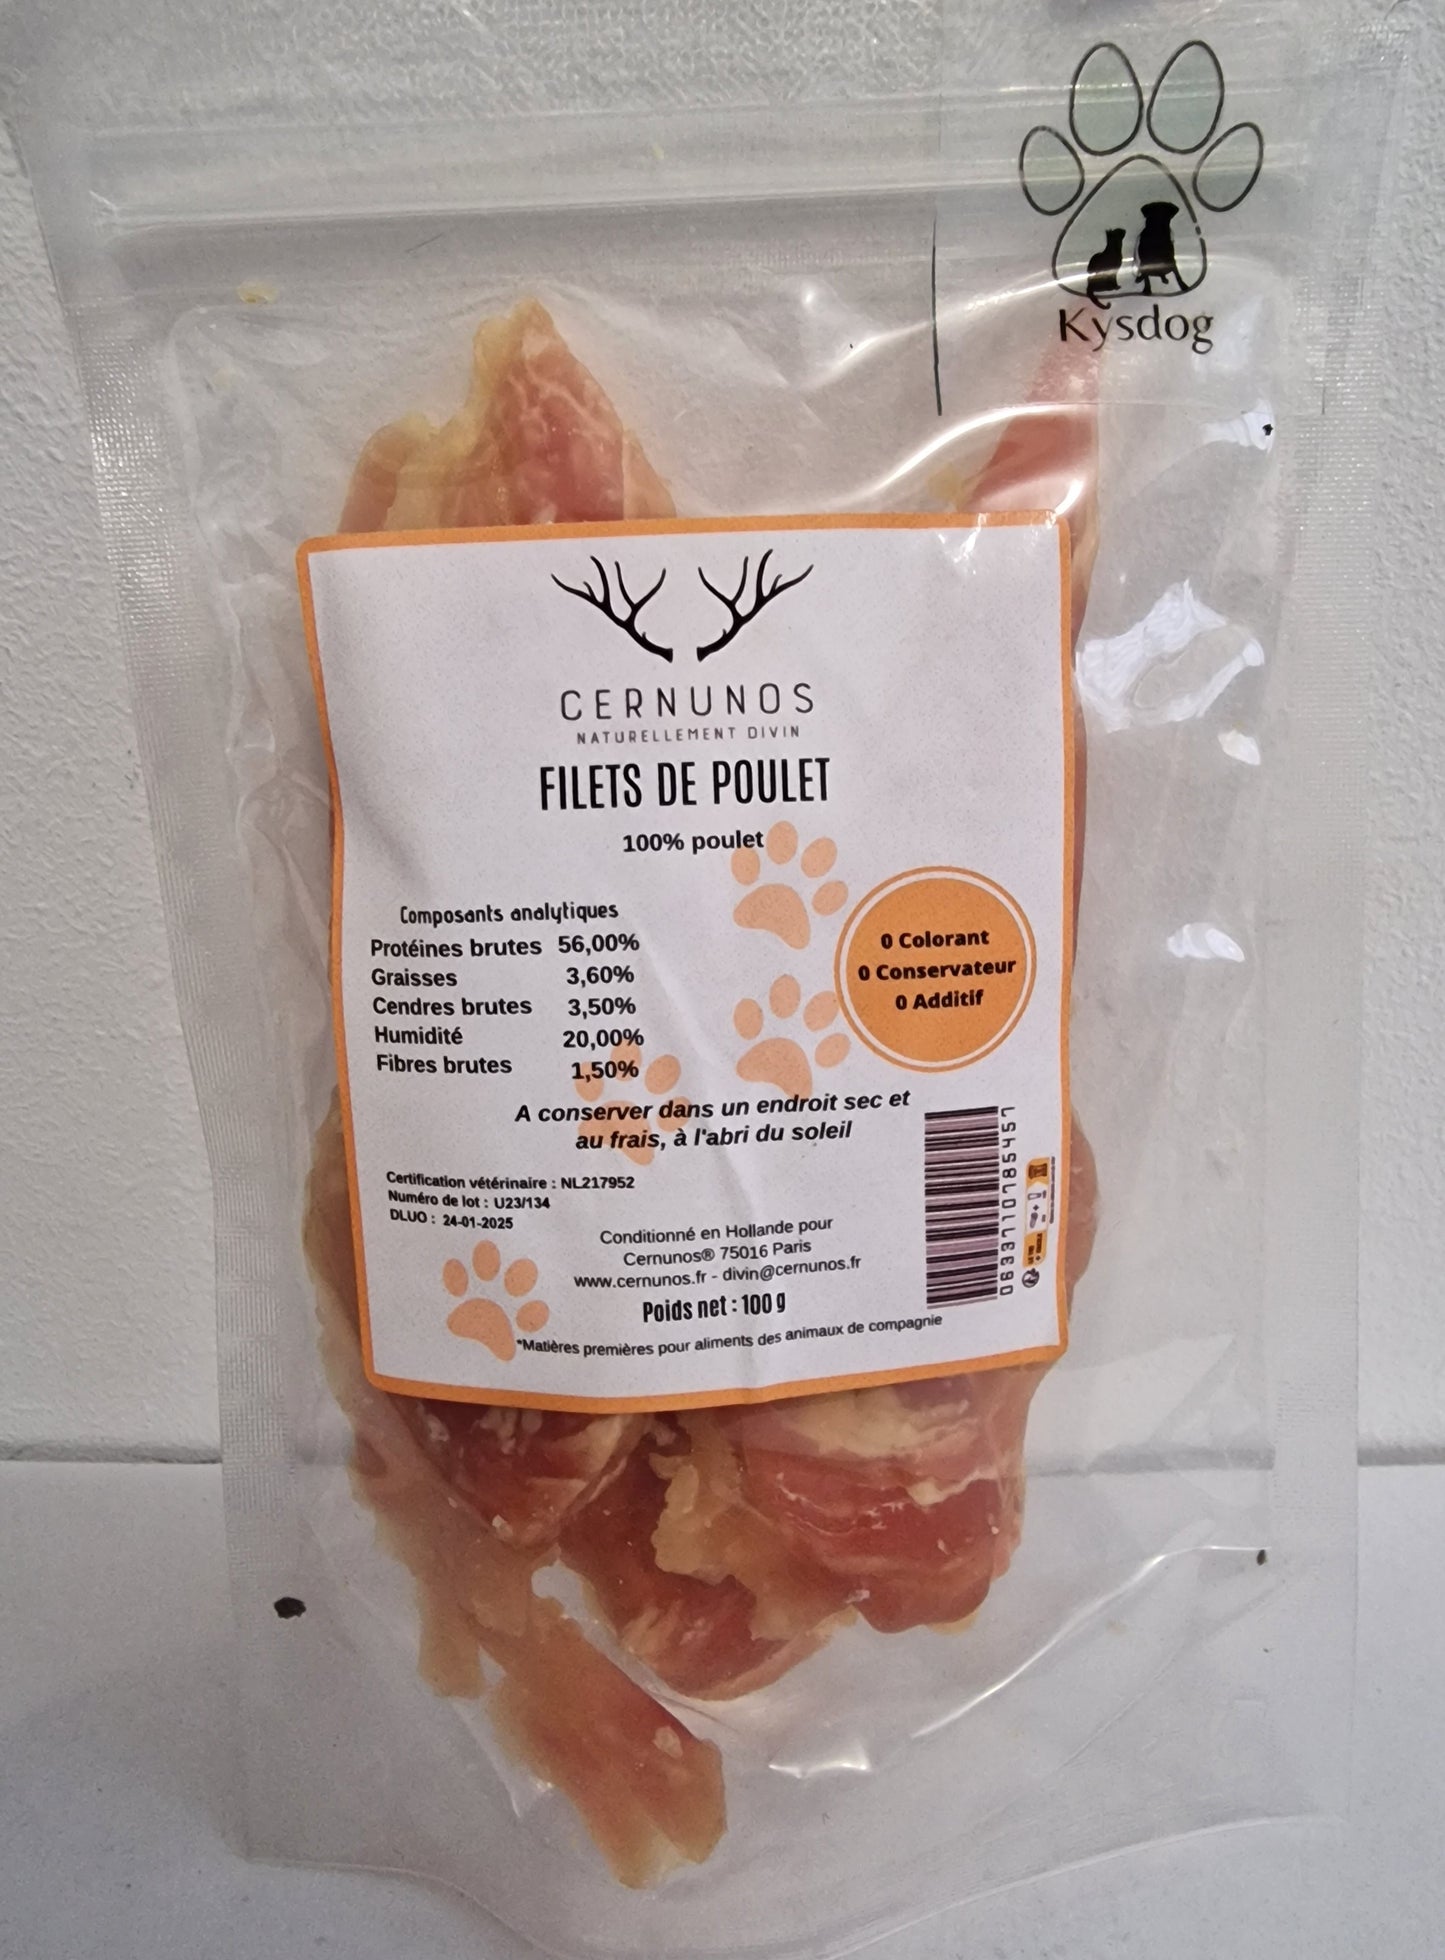 Kysdog
CERNUNOS
NATURELLEMENT DIVIN
FILETS DE POULET
100% poulet
Composants analytiques
Protéines brutes 56,00%
Graisses 3,60%
Cendres brutes 3,50%
Humidité 20,00%
Fibres brutes 1,50%
0 Colorant
0 Conservateur
0 Additif
A conserver dans un endroit sec et
au frais, à l'abri du soleil
Certification vétérinaire : NL217952
Numéro de lot : U23/134
DLUO : 24-01-2025
Conditionné en Hollande pour
Cernunos® 75016 Paris
www.cernunos.fr - divin@cernunos.fr
Poids net : 100 g
*Matières premières pour aliments des animaux de compagnie
0633710785457